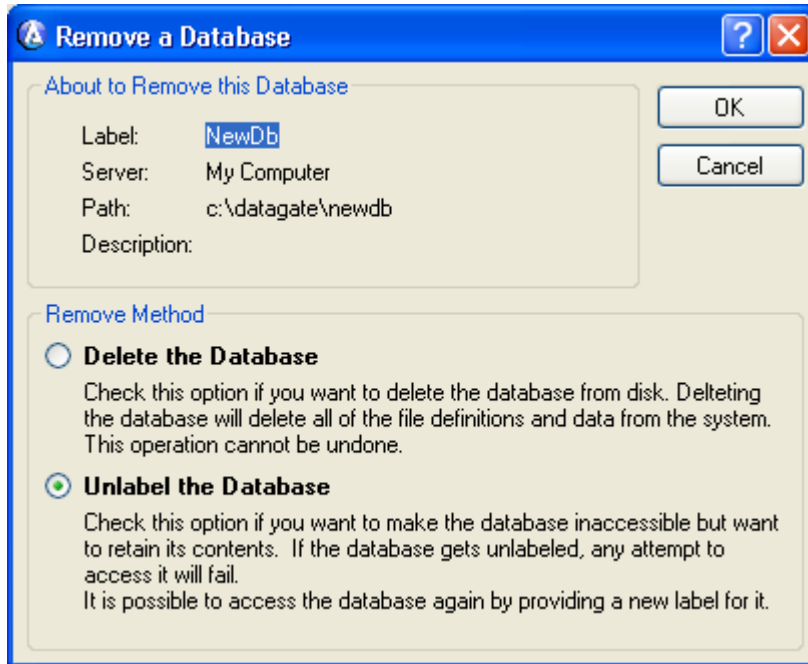 Remove a Database
About to Remove this Database
OK
Label: NewDb
Cancel
Server: My Computer
Path: c:\datagate\newdb
Description:
Remove Method
Delete the Database
Check this option if you want to delete the database from disk. Delteting
the database will delete all of the file definitions and data from the system.
This operation cannot be undone.
Unlabel the Database
Check this option if you want to make the database inaccessible but want
to retain its contents. If the database gets unlabeled, any attempt to
access it will fail.
It is possible to access the database again by providing a new label for it.